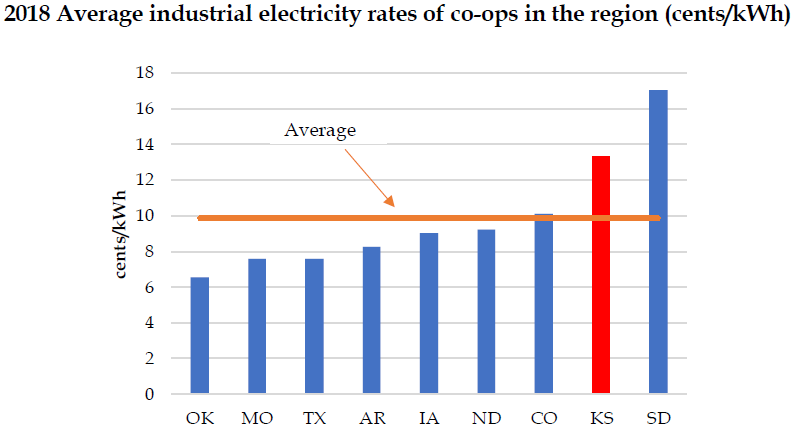 2018 Average industrial electricity rates of co-ops in the region (cents/kWh)
18
16
14
12
10
8
6
4
2
0
cents/kWh
Average
OK MO TX AR IA ND CO KS SD